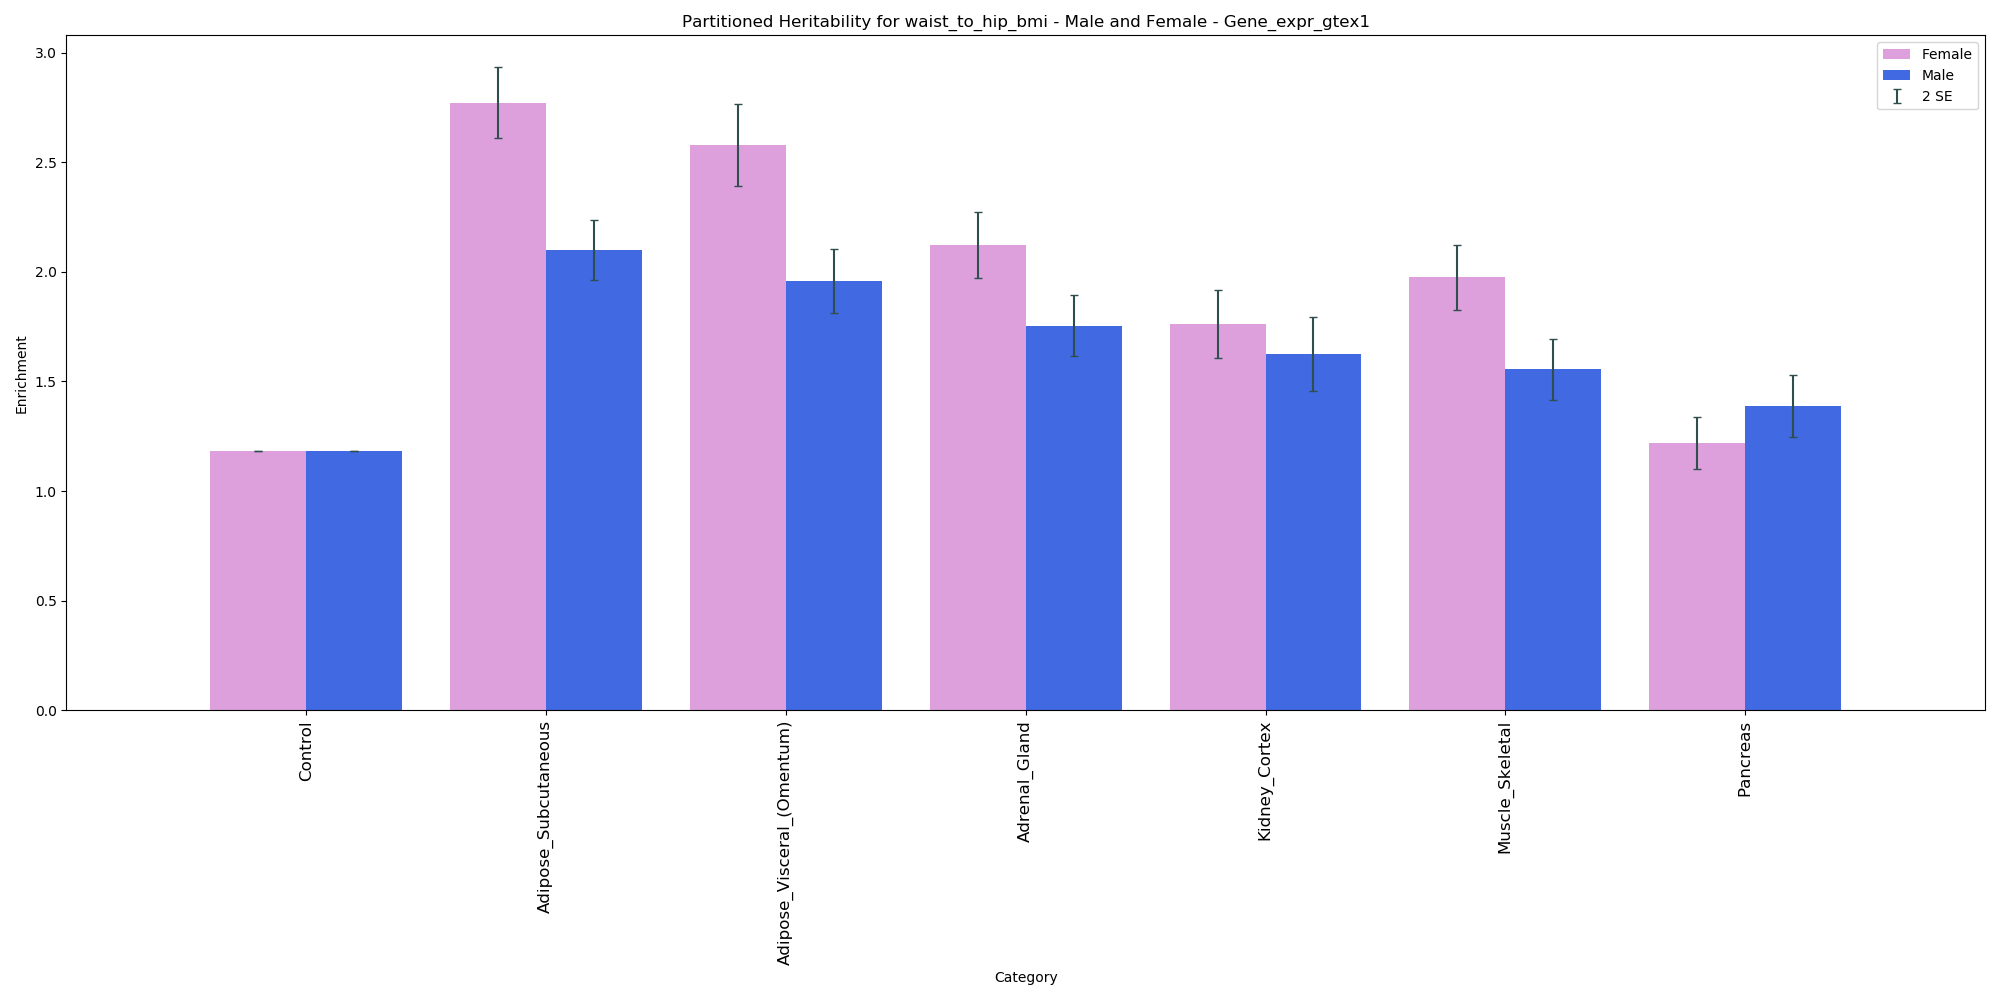 Partitioned Heritability for waist_to_hip_bmi - Male and Female - Gene_expr_gtex1
Female
Male
2 SE
Enrichment
3.0
2.5
2.0
1.5
1.0
0.5
0.0
Control
Adipose_Subcutaneous
Adipose_Visceral_(Omentum)
Adrenal_Gland
Kidney_Cortex
Muscle_Skeletal
Pancreas
Category